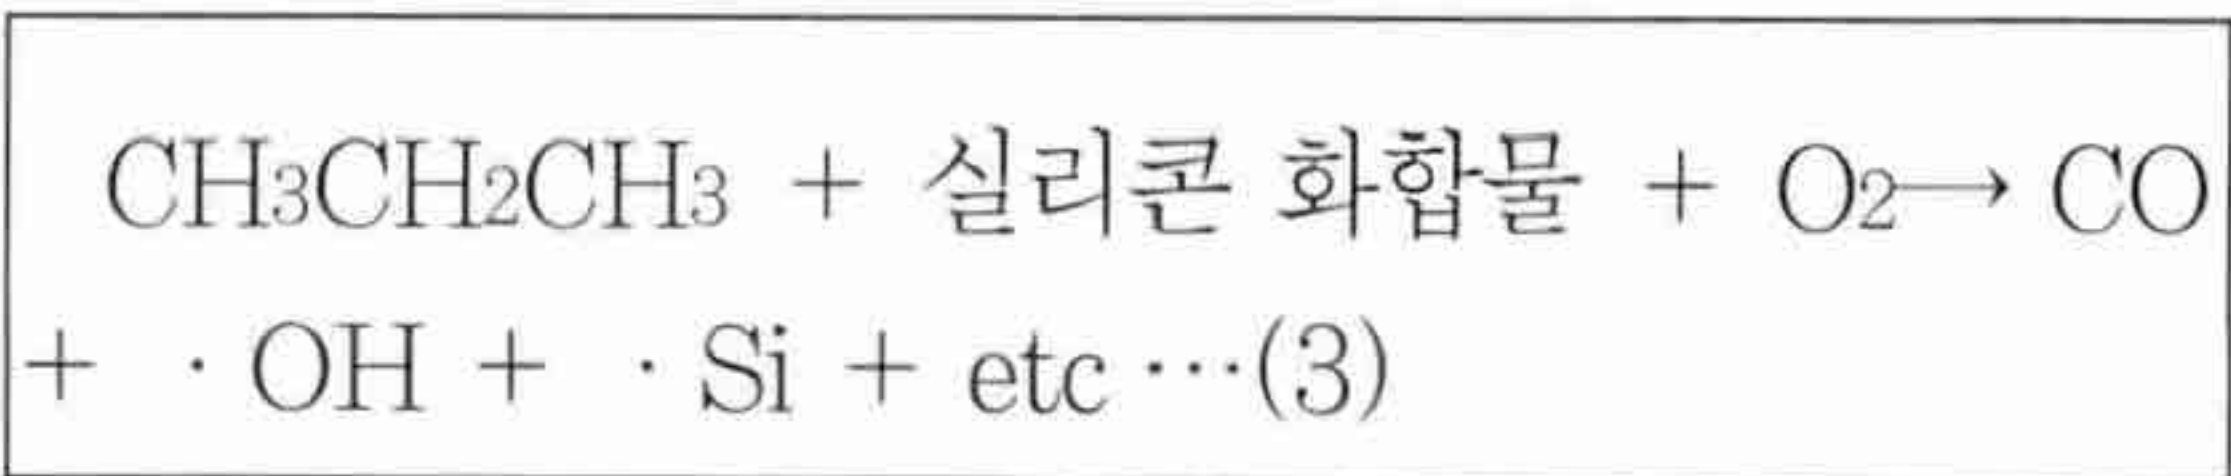 CH3CH2CH3 + 실리콘 화합물 + O2→ CO
+ ·OH + ·Si + etc …(3)